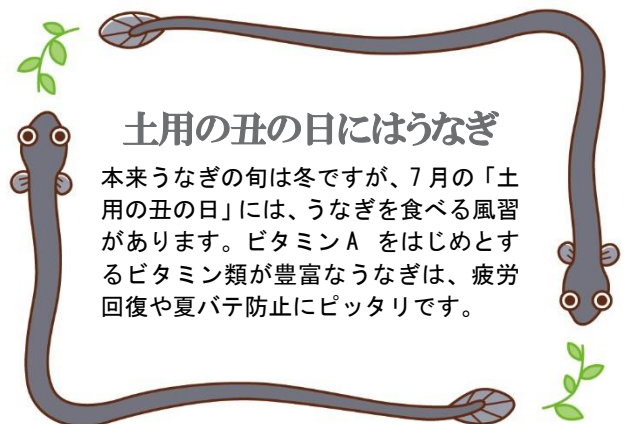 土用の丑の日にはうなぎ
本来うなぎの旬は冬ですが、7月の「土
用の丑の日」には、うなぎを食べる風習
があります。ビタミンA をはじめとす
るビタミン類が豊富なうなぎは、疲労
回復や夏バテ防止にピッタリです。